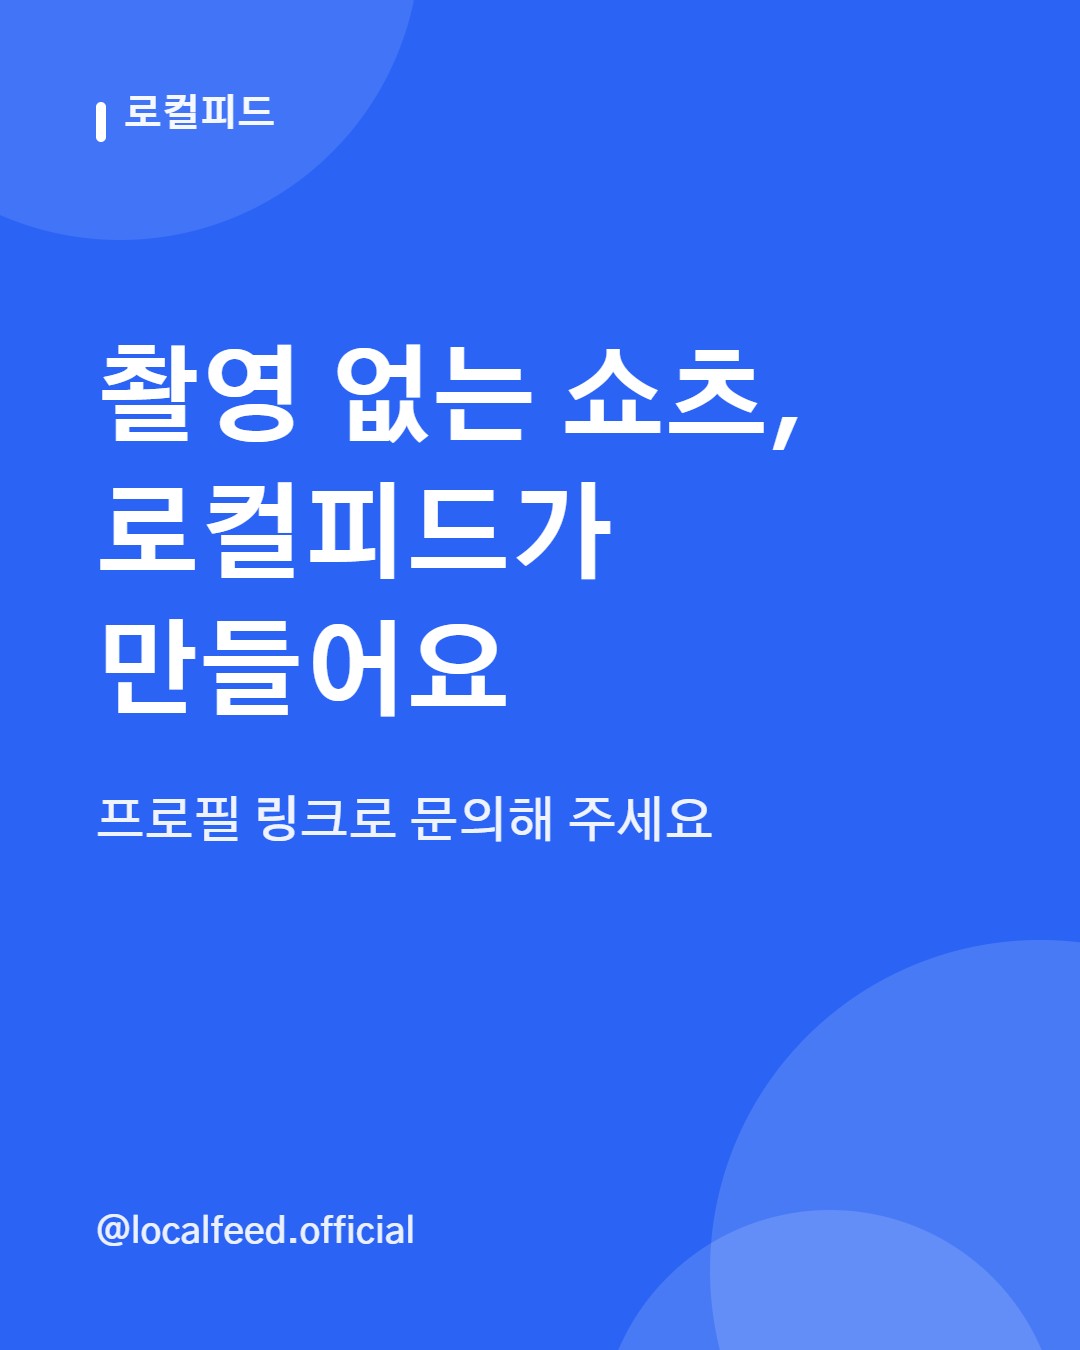 로컬피드
촬영 없는 쇼츠,
로컬피드가
만들어요
프로필 링크로 문의해 주세요
@localfeed.official